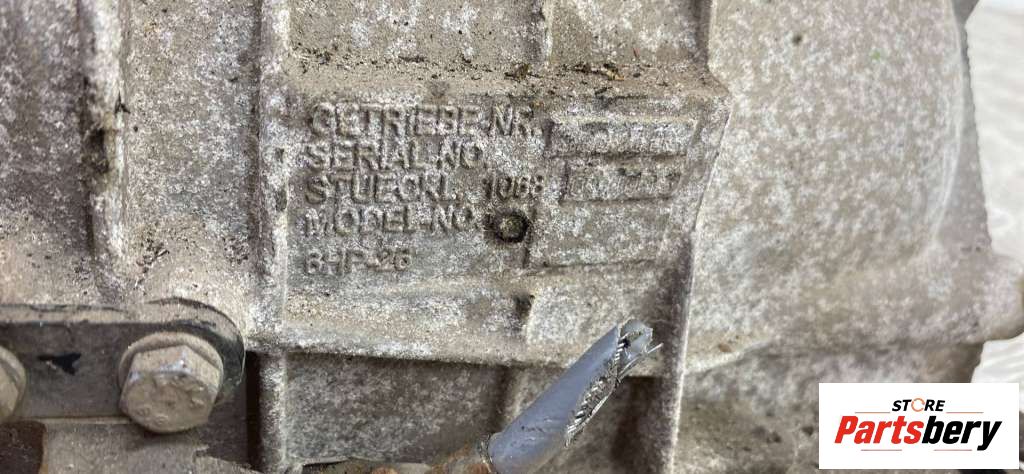 GETRIEBE-NR.
SERIAL-NO.
STUECKL. 1068
MODEL-NO.
6HP-26
STORE
Partsbery